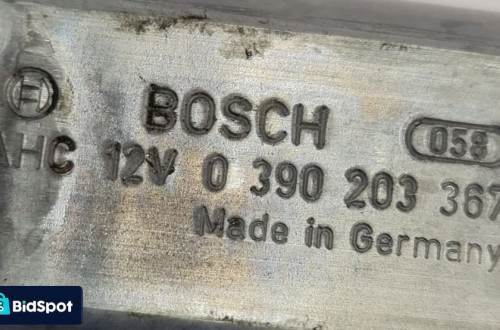 BOSCH
058
AHC 12V 0 390 203 367
Made in Germany
BidSpot